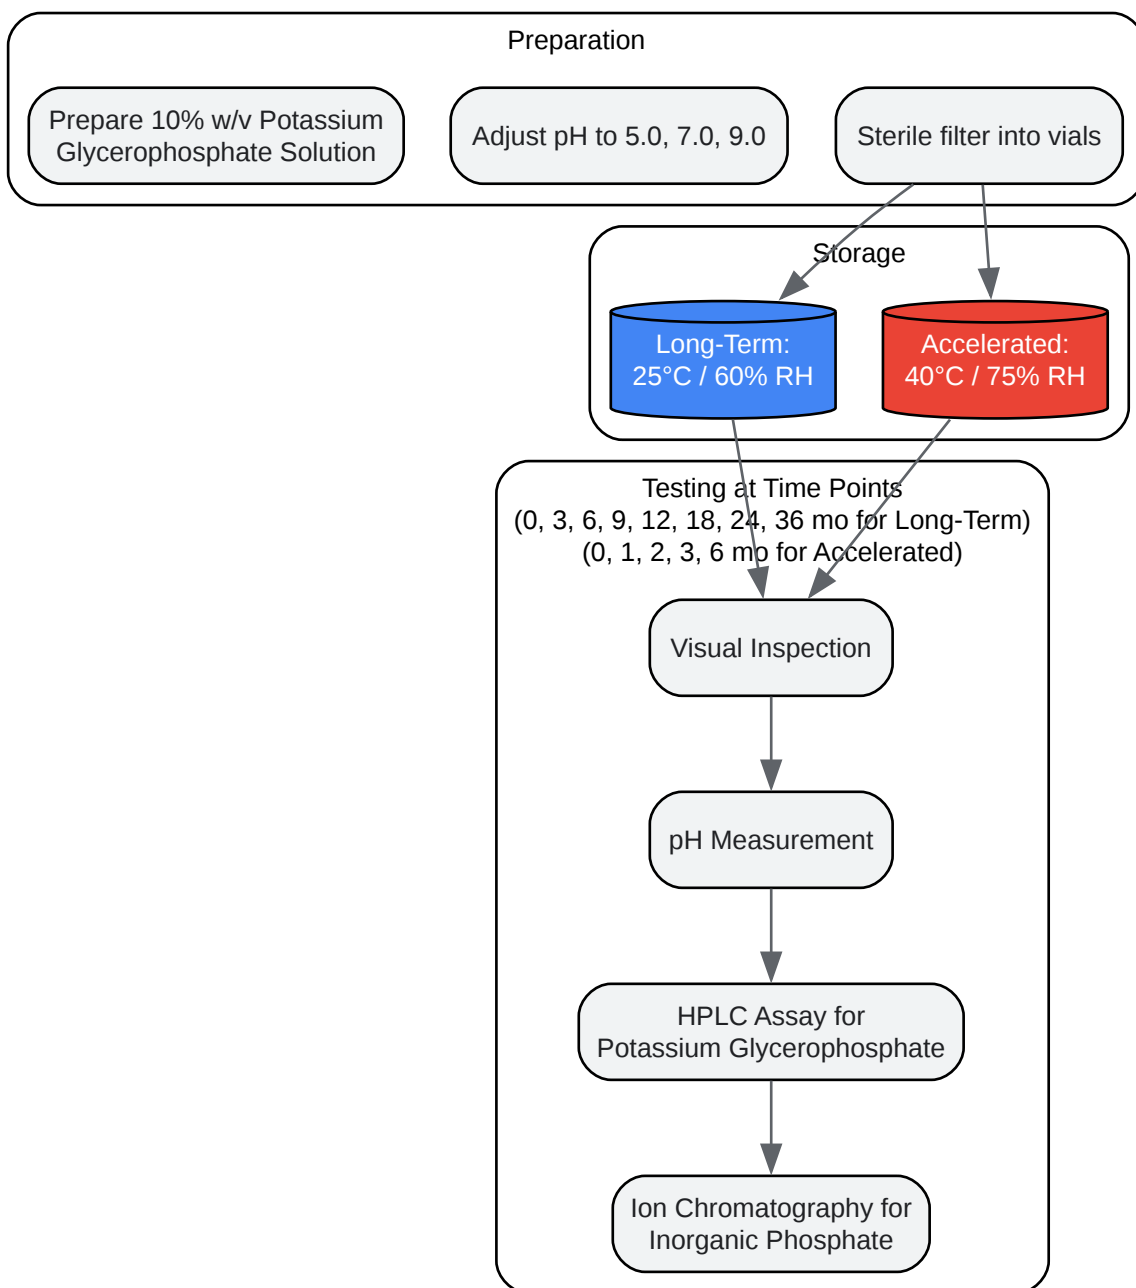 Preparation
Prepare 10% w/v Potassium
Glycerophosphate Solution
Adjust pH to 5.0, 7.0, 9.0
Sterile filter into vials
Storage
Long-Term:
25°C / 60% RH
Accelerated:
40°C / 75% RH
Testing at Time Points
(0, 3, 6, 9, 12, 18, 24, 36 mo for Long-Term)
(0, 1, 2, 3, 6 mo for Accelerated)
Visual Inspection
pH Measurement
HPLC Assay for
Potassium Glycerophosphate
Ion Chromatography for
Inorganic Phosphate